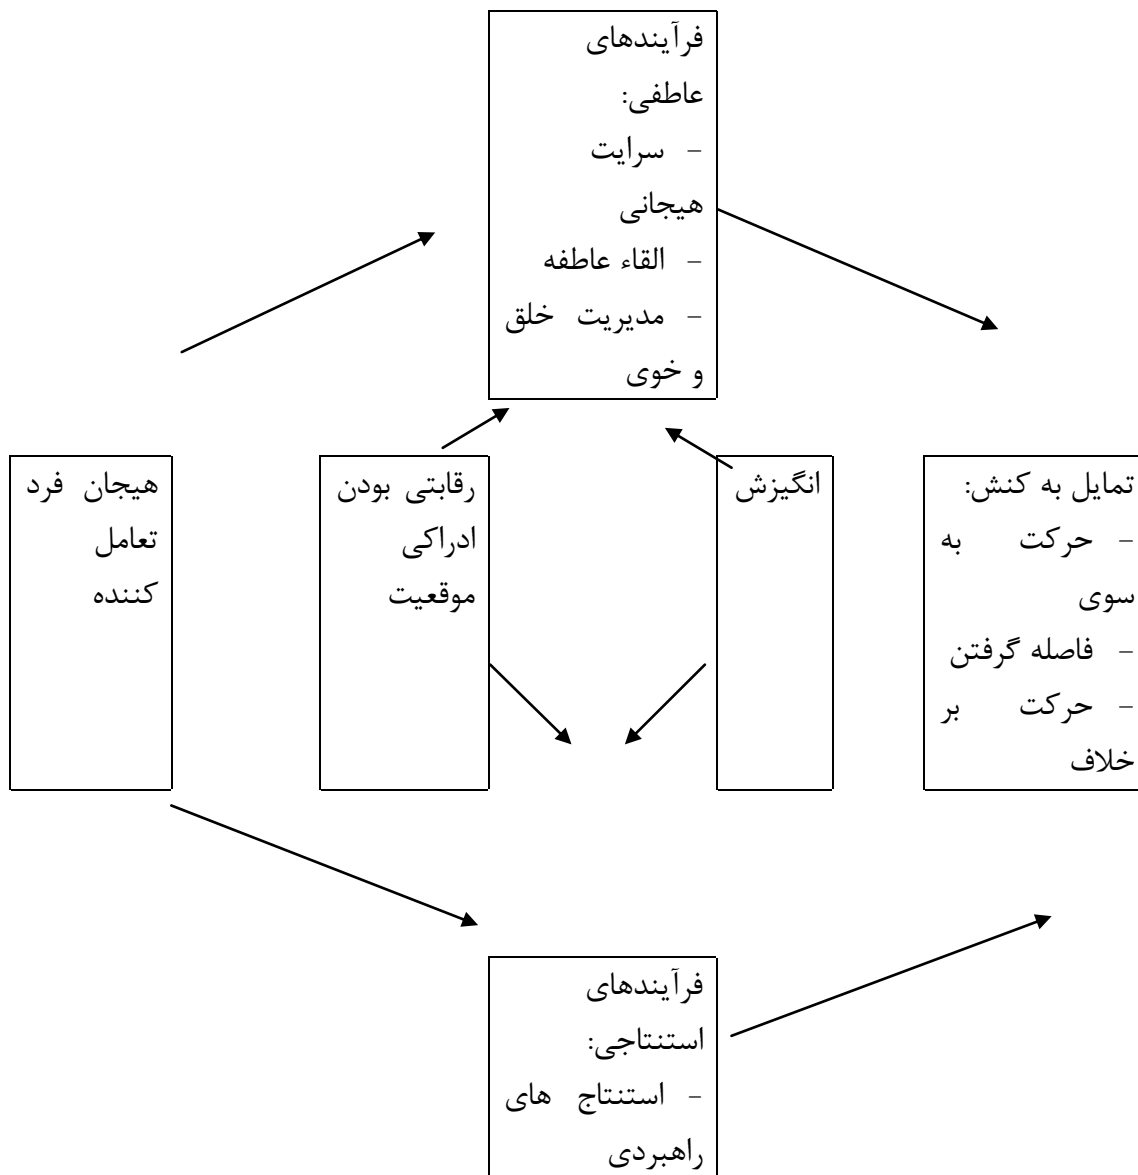 فرآیندهای
عاطفی:
- سرایت
هیجانی
- القاء عاطفه
- مدیریت خلق
و خوی
هیجان فرد
تعامل
کننده
رقابتی بودن
ادراکی
موقعیت
انگیزش
تمایل به کنش:
- حرکت به
سوی
- فاصله گرفتن
- حرکت بر
خلاف
فرآیندهای
استنتاجی:
- استنتاج های
راهبردی